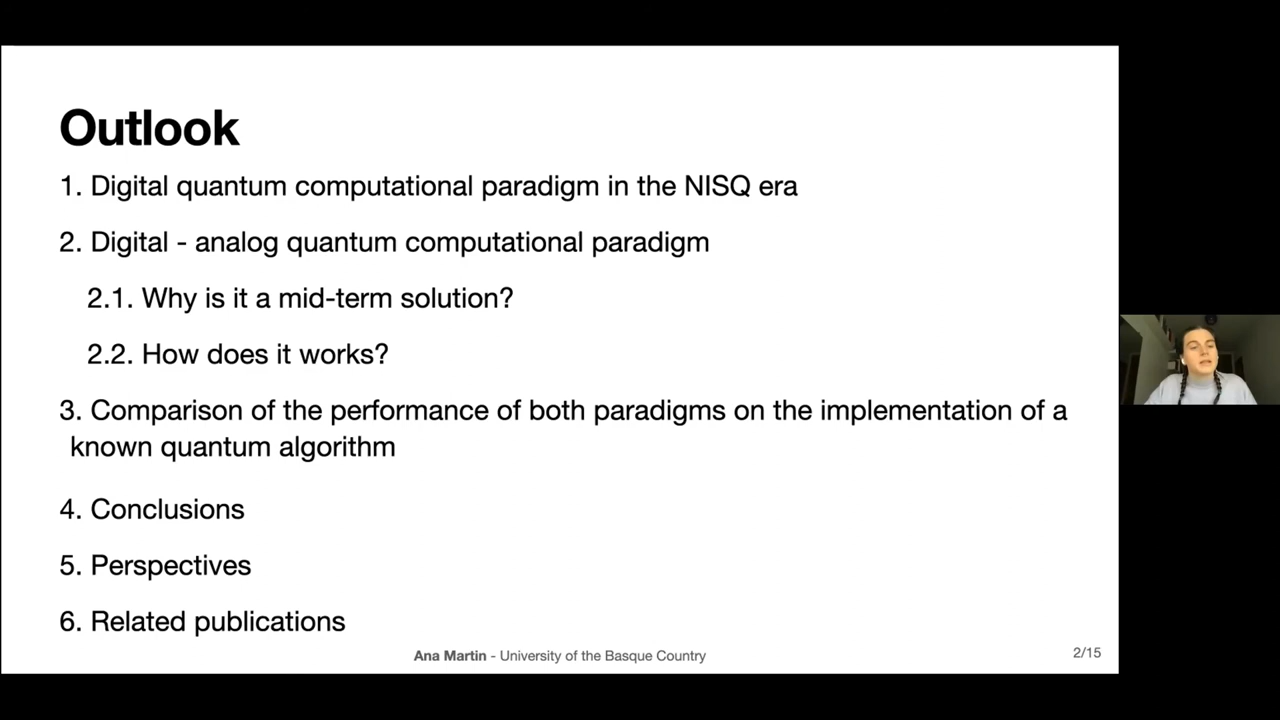 Outlook
1. Digital quantum computational paradigm in the NISQ era
2. Digital - analog quantum computational paradigm
2.1. Why is it a mid-term solution?
2.2. How does it works?
3. Comparison of the performance of both paradigms on the implementation of a
known quantum algorithm
4. Conclusions
5. Perspectives
6. Related publications
Ana Martin - University of the Basque Country
2/15